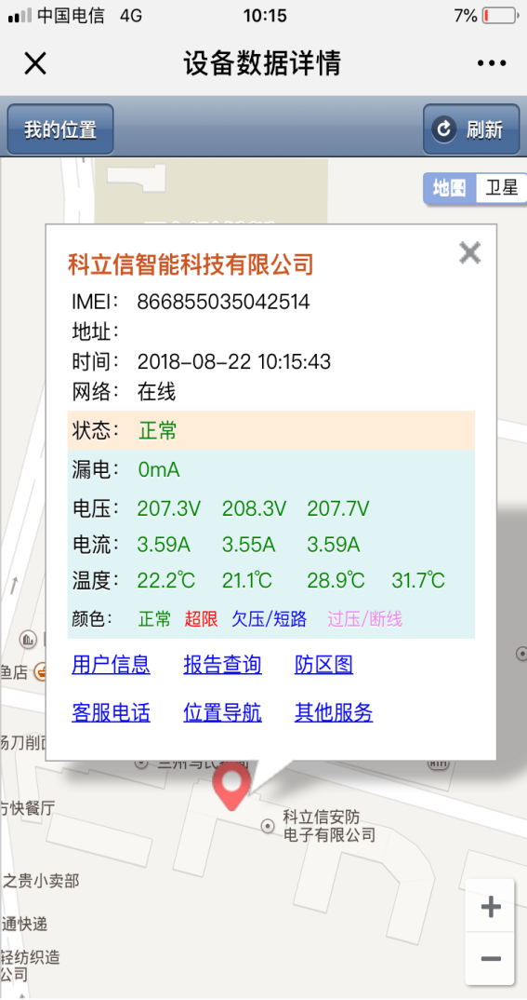 中国电信 4G 10:15 7%
设备数据详情
我的位置 刷新
地图 卫星
科立信智能科技有限公司
IMEI: 866855035042514
地址:
时间: 2018-08-22 10:15:43
网络: 在线
状态: 正常
漏电: 0mA
电压: 207.3V 208.3V 207.7V
电流: 3.59A 3.55A 3.59A
温度: 22.2℃ 21.1℃ 28.9℃ 31.7℃
颜色: 正常 超限 欠压/短路 过压/断线
用户信息 报告查询 防区图
鱼店
客服电话 位置导航 其他服务
汤刀削面
科立信安防
电子有限公司
方快餐厅
之贵小卖部
通快递
轻纺织造
公司